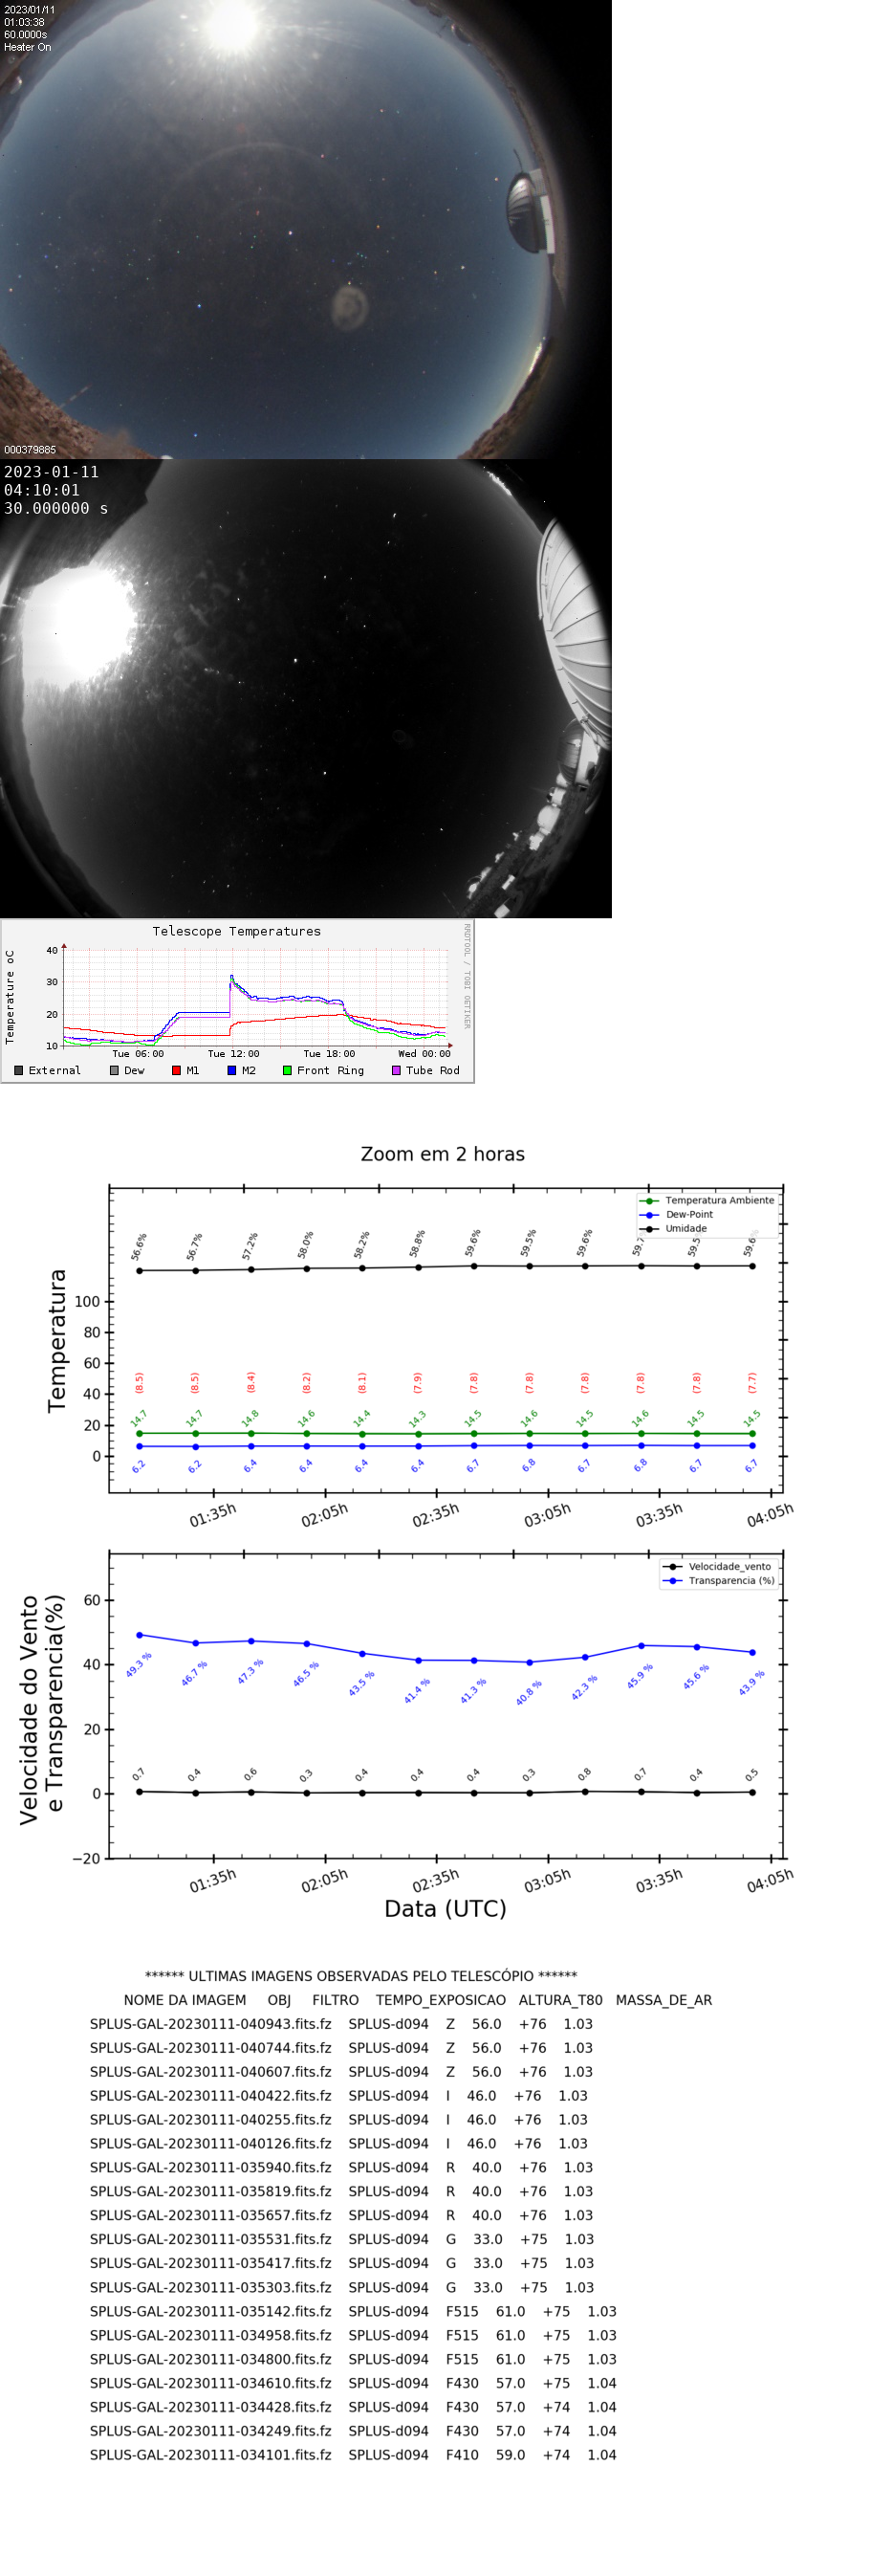 2023/01/11
01:03:38
60.0000s
Heater On
000379885
2023-01-11
04:10:01
30.000000 s
Telescope Temperatures
RRDTOOL / TOBI OETIKER
Temperature oC
40
30
20
10
Tue 06:00 Tue 12:00 Tue 18:00 Wed 00:00
External Dew M1 M2 Front Ring Tube Rod
Zoom em 2 horas
Temperatura Ambiente
Dew-Point
Umidade
56.6% 56.7% 57.2% 58.0% 58.2% 58.8% 59.6% 59.5% 59.6% 59.7 59.5 59.6%
Temperatura
100
80
60
40
20
0
(8.5) (8.5) (8.4) (8.2) (8.1) (7.9) (7.8) (7.8) (7.8) (7.8) (7.8) (7.7)
14.7 14.7 14.8 14.6 14.4 14.3 14.5 14.6 14.5 14.6 14.5 14.5
6.2 6.2 6.4 6.4 6.4 6.4 6.7 6.8 6.7 6.8 6.7 6.7
01:35h 02:05h 02:35h 03:05h 03:35h 04:05h
Velocidade_vento
Transparencia (%)
Velocidade do Vento
e Transparencia(%)
60
40
20
0
−20
49.3 % 46.7 % 47.3 % 46.5 % 43.5 % 41.4 % 41.3 % 40.8 % 42.3 % 45.9 % 45.6 % 43.9 %
0.7 0.4 0.6 0.3 0.4 0.4 0.4 0.3 0.8 0.7 0.4 0.5
01:35h 02:05h 02:35h 03:05h 03:35h 04:05h
Data (UTC)
****** ULTIMAS IMAGENS OBSERVADAS PELO TELESCÓPIO ******
NOME DA IMAGEM OBJ FILTRO TEMPO_EXPOSICAO ALTURA_T80 MASSA_DE_AR
SPLUS-GAL-20230111-040943.fits.fz SPLUS-d094 Z 56.0 +76 1.03
SPLUS-GAL-20230111-040744.fits.fz SPLUS-d094 Z 56.0 +76 1.03
SPLUS-GAL-20230111-040607.fits.fz SPLUS-d094 Z 56.0 +76 1.03
SPLUS-GAL-20230111-040422.fits.fz SPLUS-d094 I 46.0 +76 1.03
SPLUS-GAL-20230111-040255.fits.fz SPLUS-d094 I 46.0 +76 1.03
SPLUS-GAL-20230111-040126.fits.fz SPLUS-d094 I 46.0 +76 1.03
SPLUS-GAL-20230111-035940.fits.fz SPLUS-d094 R 40.0 +76 1.03
SPLUS-GAL-20230111-035819.fits.fz SPLUS-d094 R 40.0 +76 1.03
SPLUS-GAL-20230111-035657.fits.fz SPLUS-d094 R 40.0 +76 1.03
SPLUS-GAL-20230111-035531.fits.fz SPLUS-d094 G 33.0 +75 1.03
SPLUS-GAL-20230111-035417.fits.fz SPLUS-d094 G 33.0 +75 1.03
SPLUS-GAL-20230111-035303.fits.fz SPLUS-d094 G 33.0 +75 1.03
SPLUS-GAL-20230111-035142.fits.fz SPLUS-d094 F515 61.0 +75 1.03
SPLUS-GAL-20230111-034958.fits.fz SPLUS-d094 F515 61.0 +75 1.03
SPLUS-GAL-20230111-034800.fits.fz SPLUS-d094 F515 61.0 +75 1.03
SPLUS-GAL-20230111-034610.fits.fz SPLUS-d094 F430 57.0 +75 1.04
SPLUS-GAL-20230111-034428.fits.fz SPLUS-d094 F430 57.0 +74 1.04
SPLUS-GAL-20230111-034249.fits.fz SPLUS-d094 F430 57.0 +74 1.04
SPLUS-GAL-20230111-034101.fits.fz SPLUS-d094 F410 59.0 +74 1.04